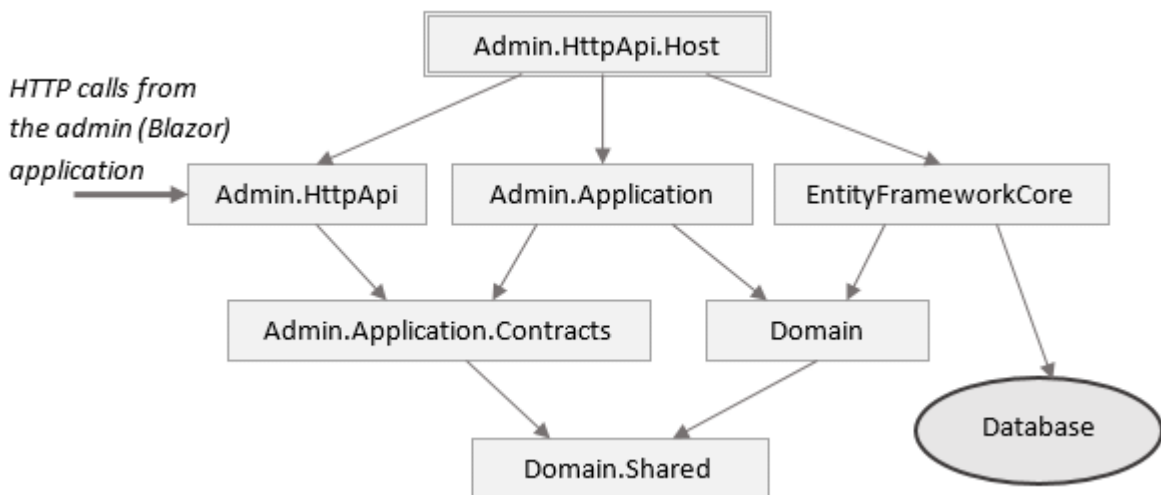 Admin.HttpApi.Host
HTTP calls from
the admin (Blazor)
application
Admin.HttpApi
Admin.Application
EntityFrameworkCore
Admin.Application.Contracts
Domain
Database
Domain.Shared